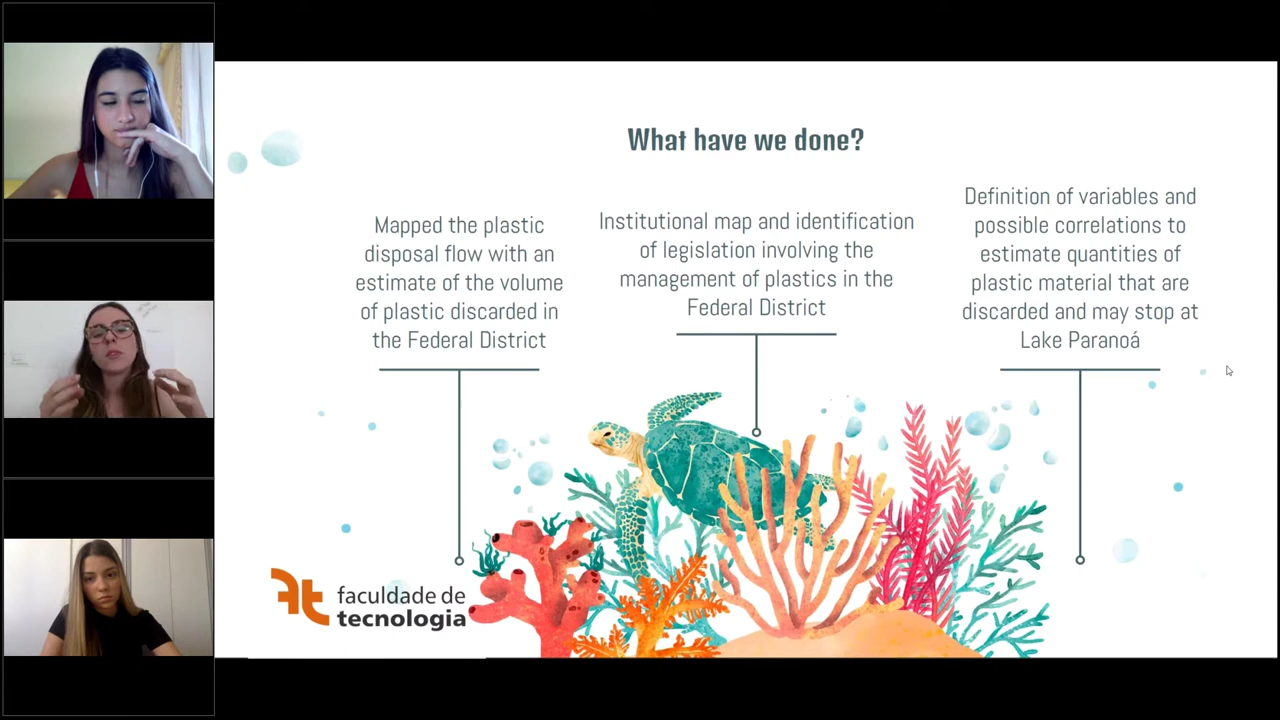 What have we done?
Mapped the plastic
disposal flow with an
estimate of the volume
of plastic discarded in
the Federal District
Institutional map and identification
of legislation involving the
management of plastics in the
Federal District
Definition of variables and
possible correlations to
estimate quantities of
plastic material that are
discarded and may stop at
Lake Paranoá
ft
faculdade de
tecnologia